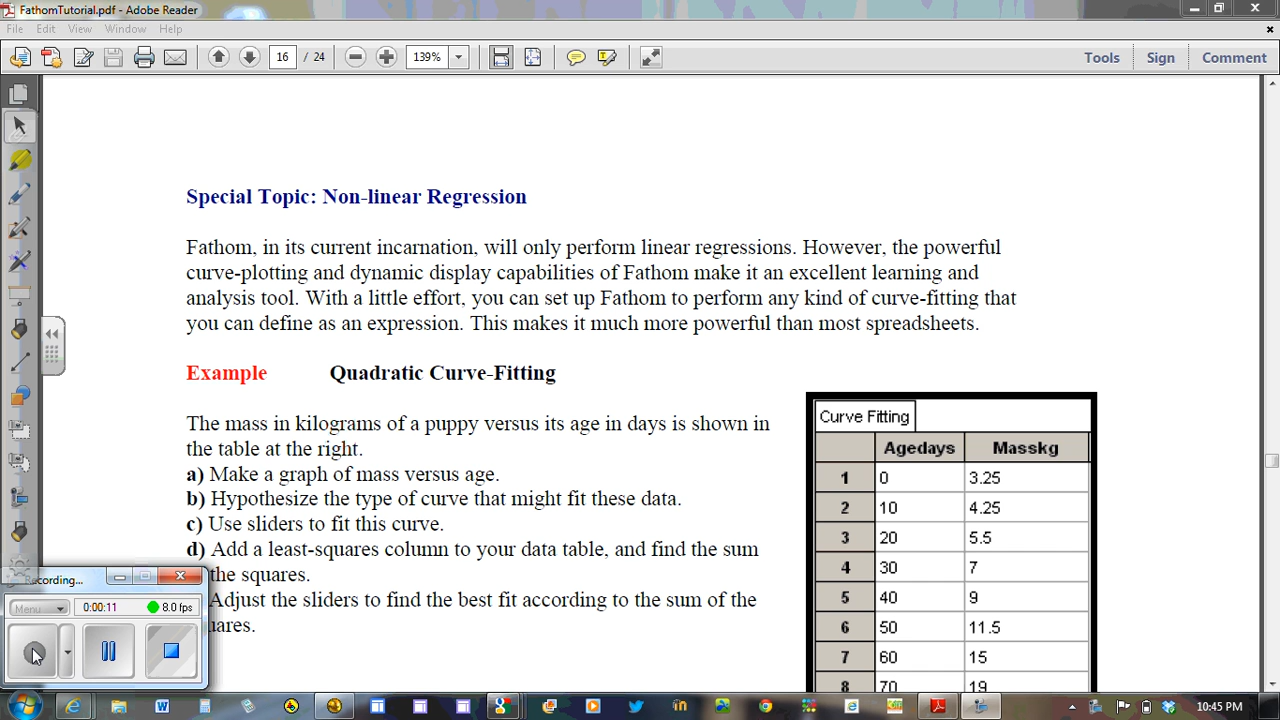 FathomTutorial.pdf - Adobe Reader
File Edit View Window Help
16 / 24 139% Tools Sign Comment
Special Topic: Non-linear Regression
Fathom, in its current incarnation, will only perform linear regressions. However, the powerful
curve-plotting and dynamic display capabilities of Fathom make it an excellent learning and
analysis tool. With a little effort, you can set up Fathom to perform any kind of curve-fitting that
you can define as an expression. This makes it much more powerful than most spreadsheets.
Example Quadratic Curve-Fitting
The mass in kilograms of a puppy versus its age in days is shown in
the table at the right.
a) Make a graph of mass versus age.
b) Hypothesize the type of curve that might fit these data.
c) Use sliders to fit this curve.
d) Add a least-squares column to your data table, and find the sum
the squares.
Adjust the sliders to find the best fit according to the sum of the
uares.
Curve Fitting
Agedays Masskg
1 0 3.25
2 10 4.25
3 20 5.5
4 30 7
5 40 9
6 50 11.5
7 60 15
8 70 19
Recording...
Menu 0:00:11 8.0 fps
10:45 PM